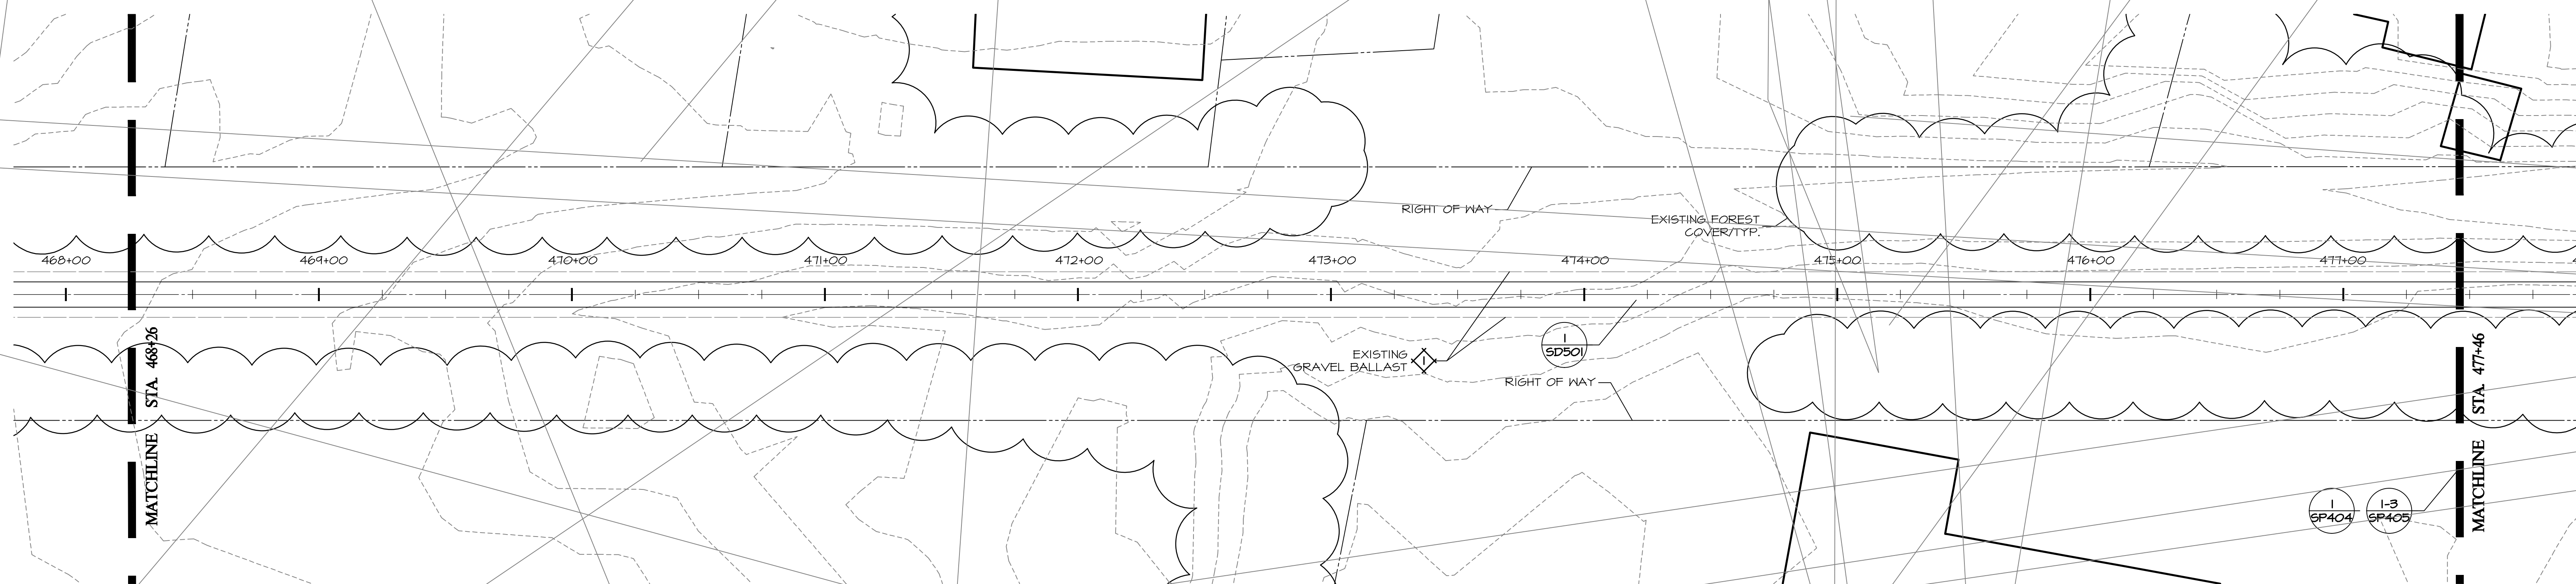 RIGHT OF WAY
EXISTING FOREST
COVER/TYP.
468+00
469+00
470+00
471+00
472+00
473+00
474+00
475+00
476+00
477+00
MATCHLINE STA. 468+26
EXISTING
GRAVEL BALLAST
1
1
SD501
RIGHT OF WAY
MATCHLINE STA. 477+46
1
SP404
1-3
SP405